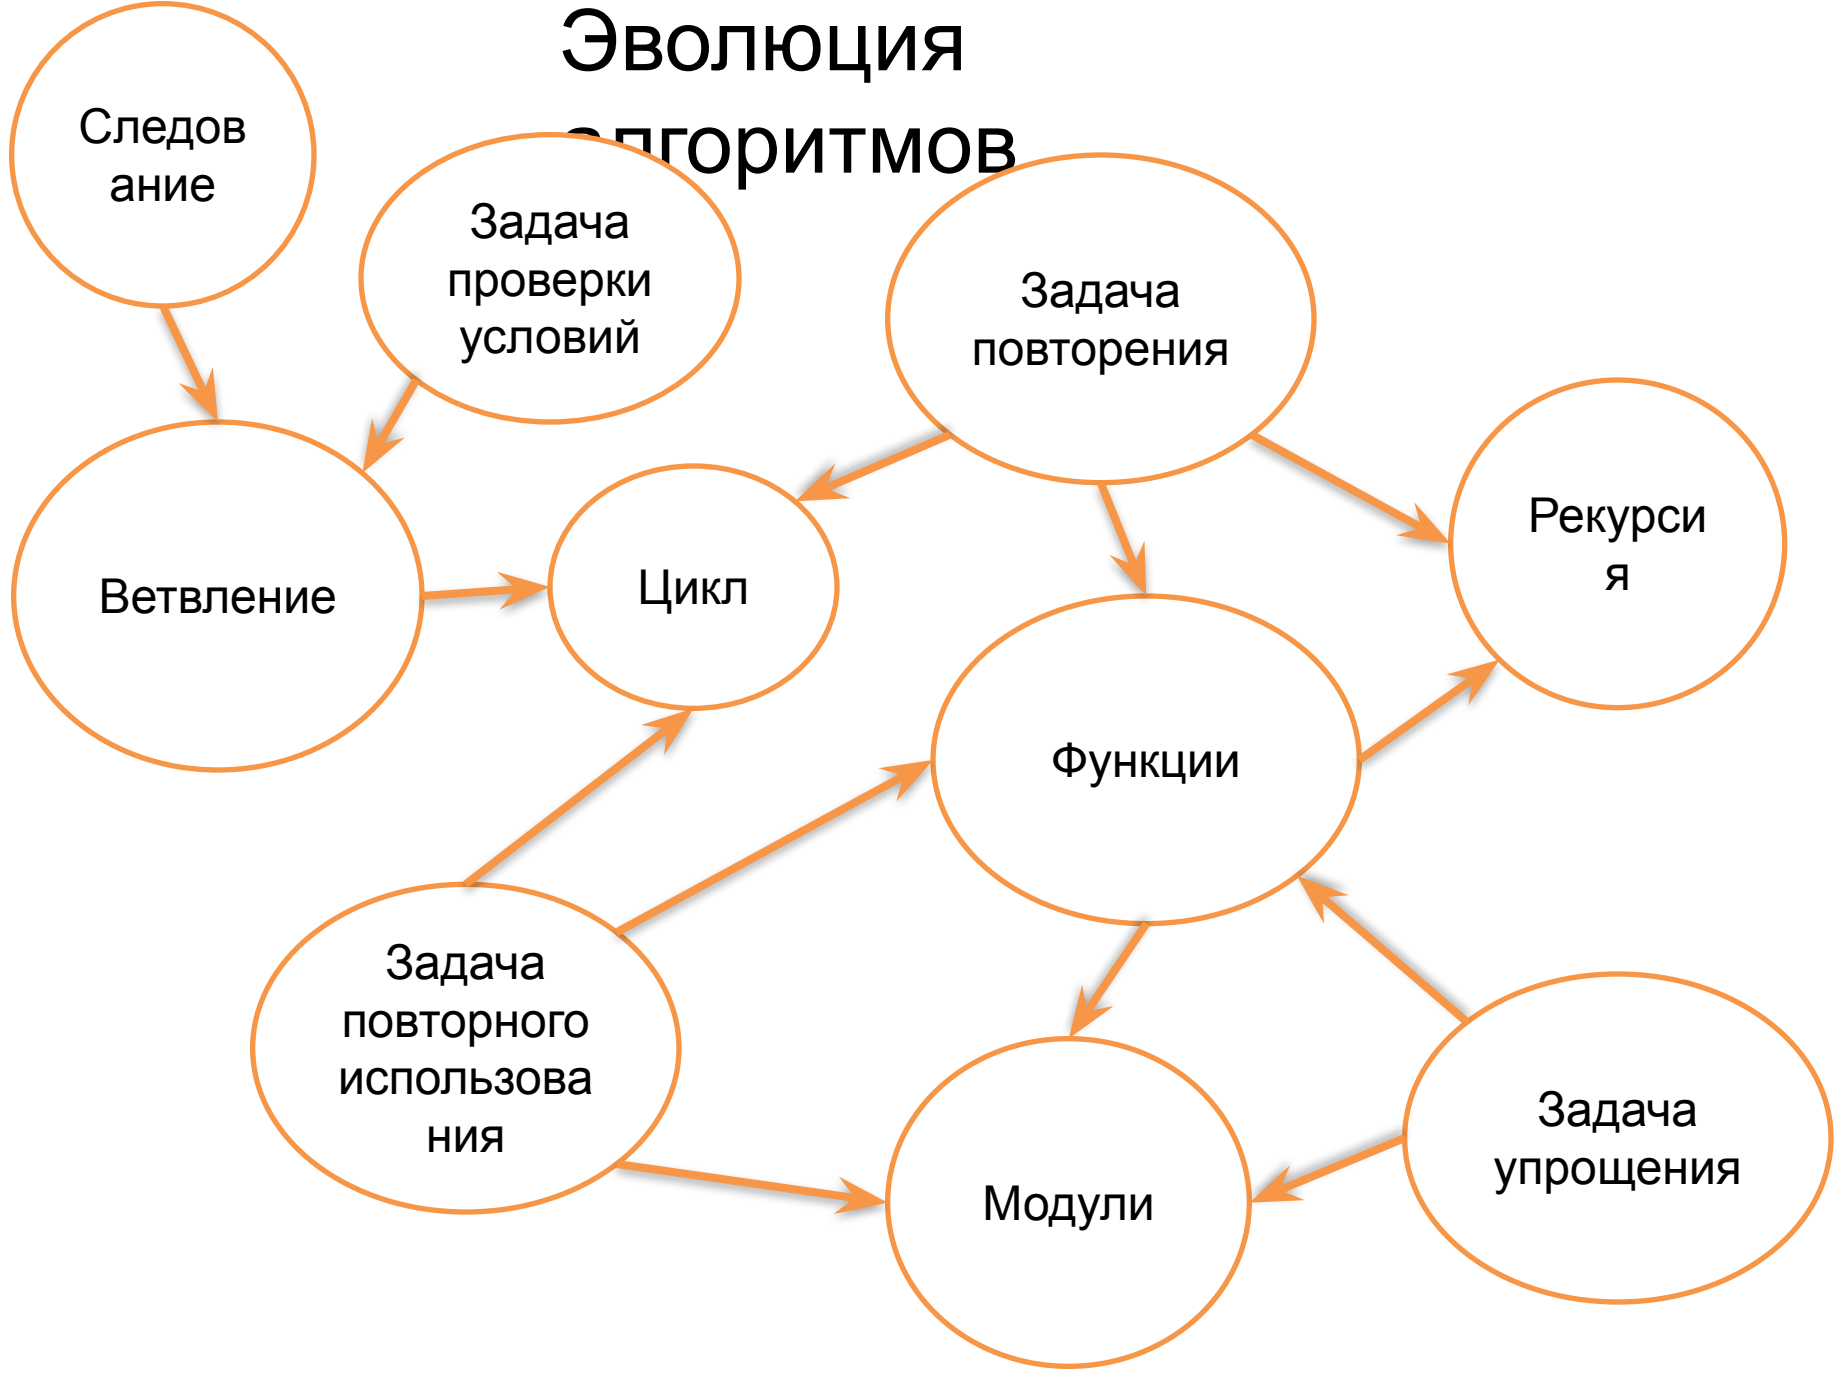 Эволюция
алгоритмов
Следов
ание
Задача
проверки
условий
Задача
повторения
Рекурси
я
Ветвление
Цикл
Функции
Задача
повторного
использова
ния
Модули
Задача
упрощения